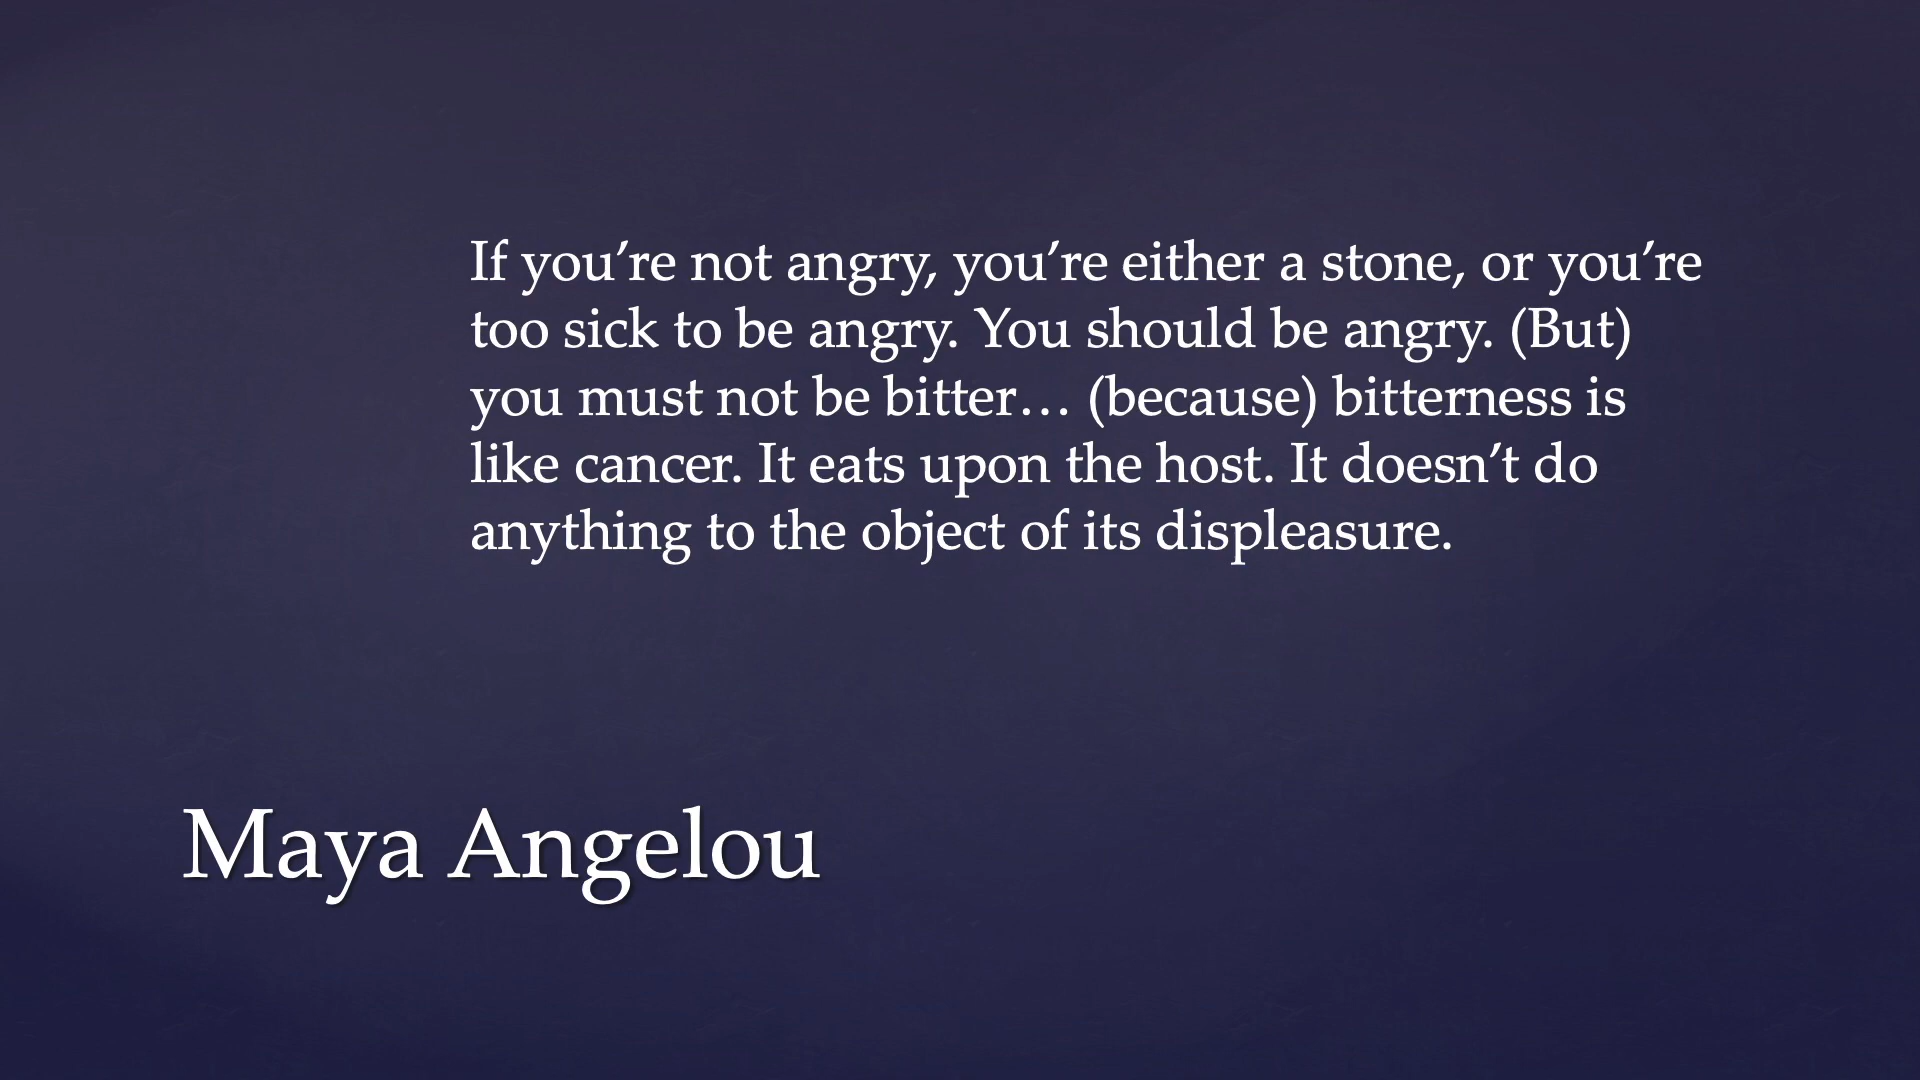 If you’re not angry, you’re either a stone, or you’re
too sick to be angry. You should be angry. (But)
you must not be bitter… (because) bitterness is
like cancer. It eats upon the host. It doesn’t do
anything to the object of its displeasure.
Maya Angelou